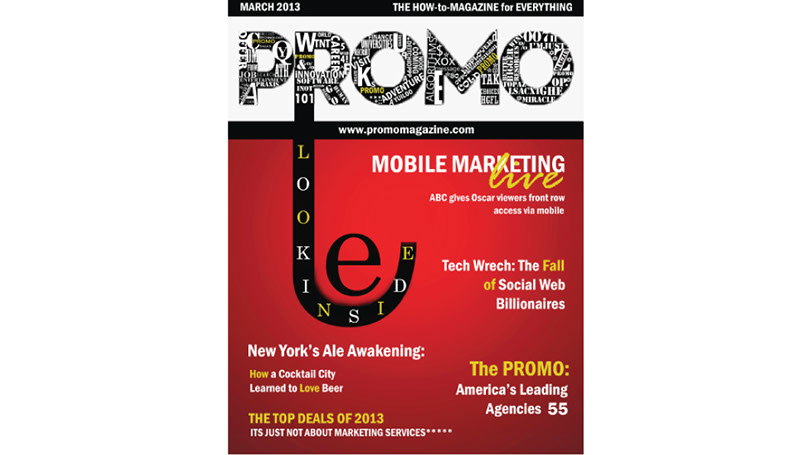 MARCH 2013 THE HOW-to-MAGAZINE for EVERYTHING
PROMO
www.promomagazine.com
LOOK INSIDE
e
MOBILE MARKETING
live
ABC gives Oscar viewers front row
access via mobile
Tech Wrech: The Fall
of Social Web
Billionaires
New York's Ale Awakening:
How a Cocktail City
Learned to Love Beer
The PROMO:
America's Leading
Agencies 55
THE TOP DEALS OF 2013
ITS JUST NOT ABOUT MARKETING SERVICES*****